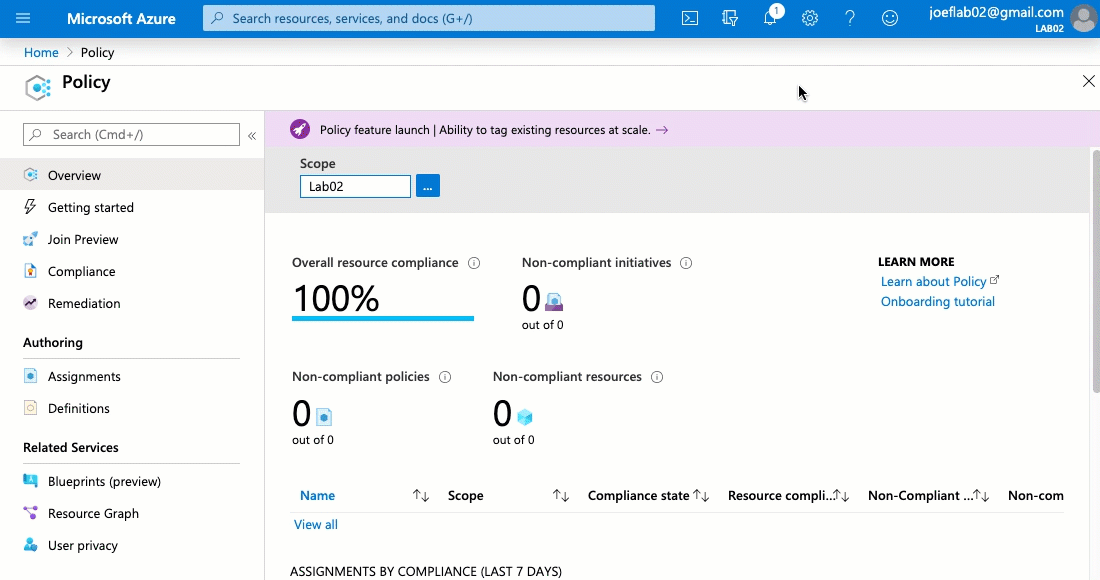 Microsoft Azure
Search resources, services, and docs (G+/)
1
joeflab02@gmail.com
LAB02
Home > Policy
Policy
Search (Cmd+/)
«
Policy feature launch | Ability to tag existing resources at scale. →
Overview
Getting started
Join Preview
Compliance
Remediation
Authoring
Assignments
Definitions
Related Services
Blueprints (preview)
Resource Graph
User privacy
Scope
Lab02
...
Overall resource compliance
100%
Non-compliant initiatives
0
out of 0
LEARN MORE
Learn about Policy
Onboarding tutorial
Non-compliant policies
0
out of 0
Non-compliant resources
0
out of 0
Name ↑↓ Scope ↑↓ Compliance state ↑↓ Resource compli...↑↓ Non-Compliant ...↑↓ Non-com
View all
ASSIGNMENTS BY COMPLIANCE (LAST 7 DAYS)